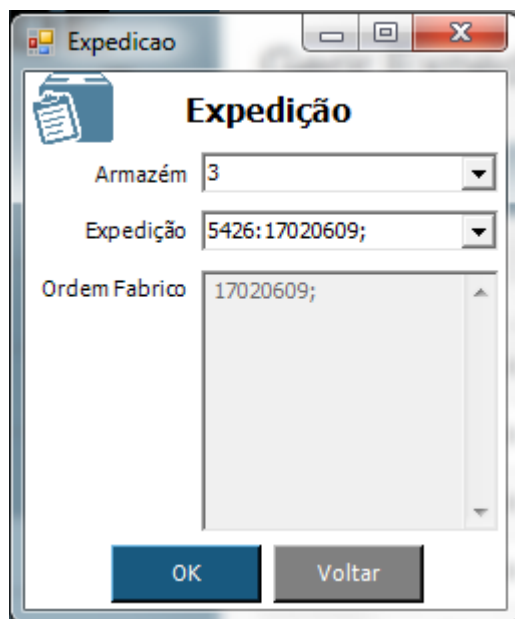 Expedicao
Expedição
Armazém 3
Expedição 5426:17020609;
Ordem Fabrico 17020609;
OK Voltar